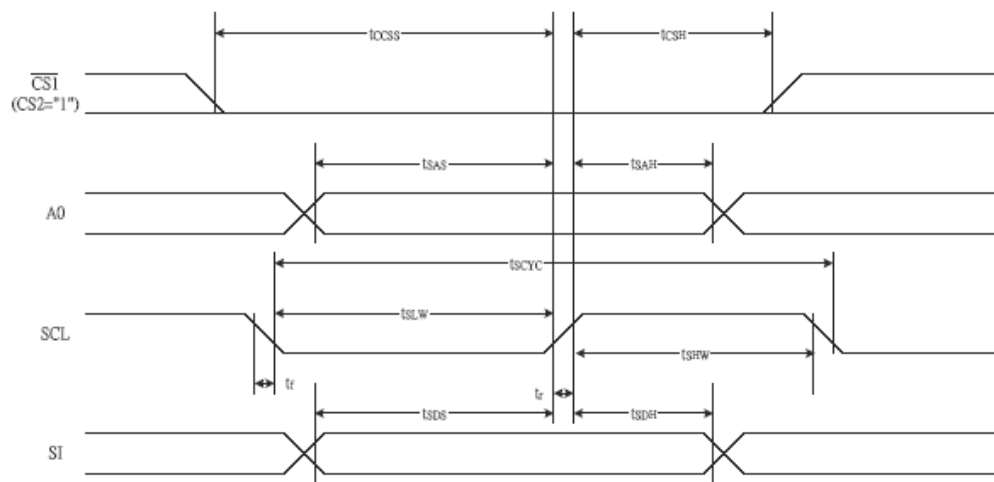 tCCSS tCSH
CS1
(CS2="1")
tSAS tSAH
A0
tSCYC
tSLW
SCL
tSHW
tf tr
tSDS tSDH
SI